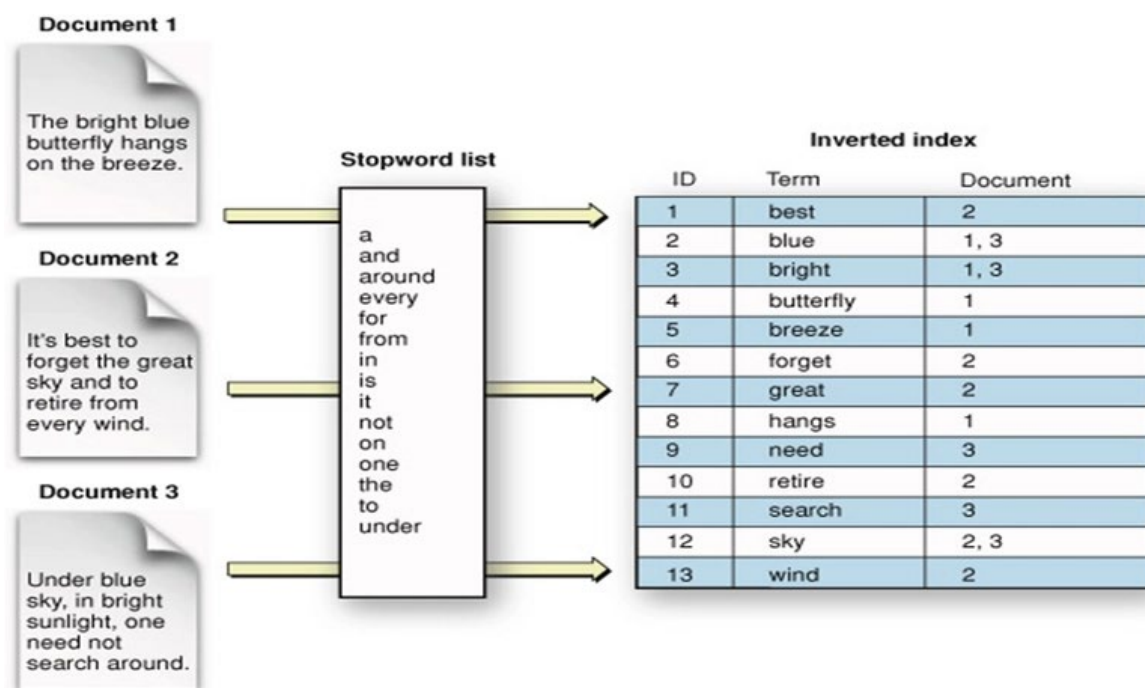 Document 1
The bright blue
butterfly hangs
on the breeze.
Document 2
It's best to
forget the great
sky and to
retire from
every wind.
Document 3
Under blue
sky, in bright
sunlight, one
need not
search around.
Stopword list
a
and
around
every
for
from
in
is
it
not
on
one
the
to
under
Inverted index
ID Term Document
1 best 2
2 blue 1, 3
3 bright 1, 3
4 butterfly 1
5 breeze 1
6 forget 2
7 great 2
8 hangs 1
9 need 3
10 retire 2
11 search 3
12 sky 2, 3
13 wind 2